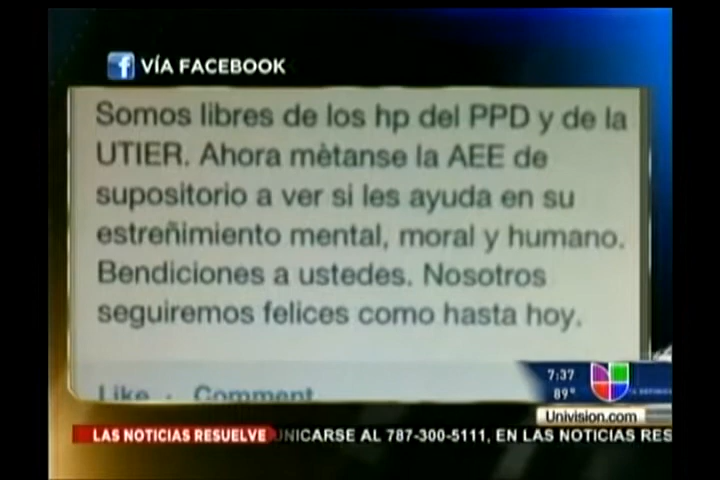 VÍA FACEBOOK
Somos libres de los hp del PPD y de la
UTIER. Ahora mètanse la AEE de
supositorio a ver si les ayuda en su
estreñimiento mental, moral y humano.
Bendiciones a ustedes. Nosotros
seguiremos felices como hasta hoy.
Like · Comment
7:37
89°
Univision.com
LAS NOTICIAS RESUELVE UNICARSE AL 787-300-5111, EN LAS NOTICIAS RES